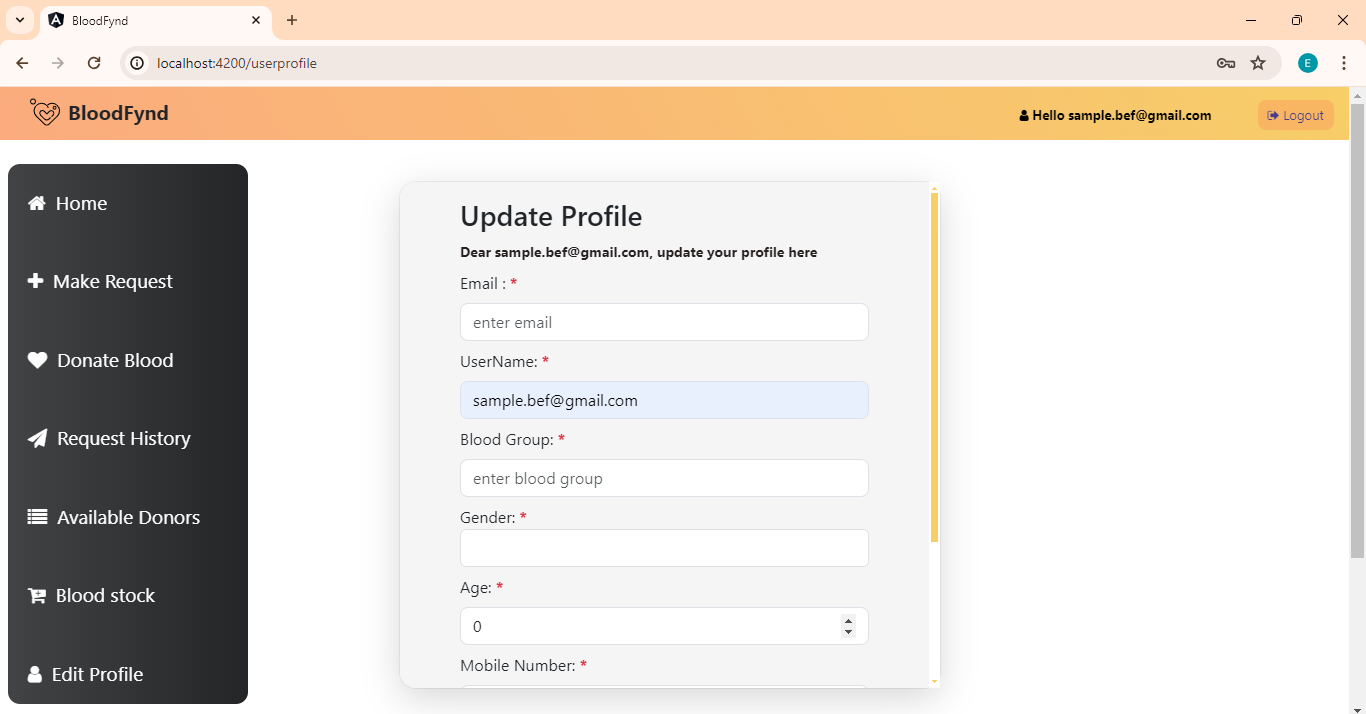 BloodFynd
localhost:4200/userprofile
E
BloodFynd
Hello sample.bef@gmail.com
Logout
Home
Make Request
Donate Blood
Request History
Available Donors
Blood stock
Edit Profile
Update Profile
Dear sample.bef@gmail.com, update your profile here
Email : *
enter email
UserName: *
sample.bef@gmail.com
Blood Group: *
enter blood group
Gender: *
Age: *
0
Mobile Number: *